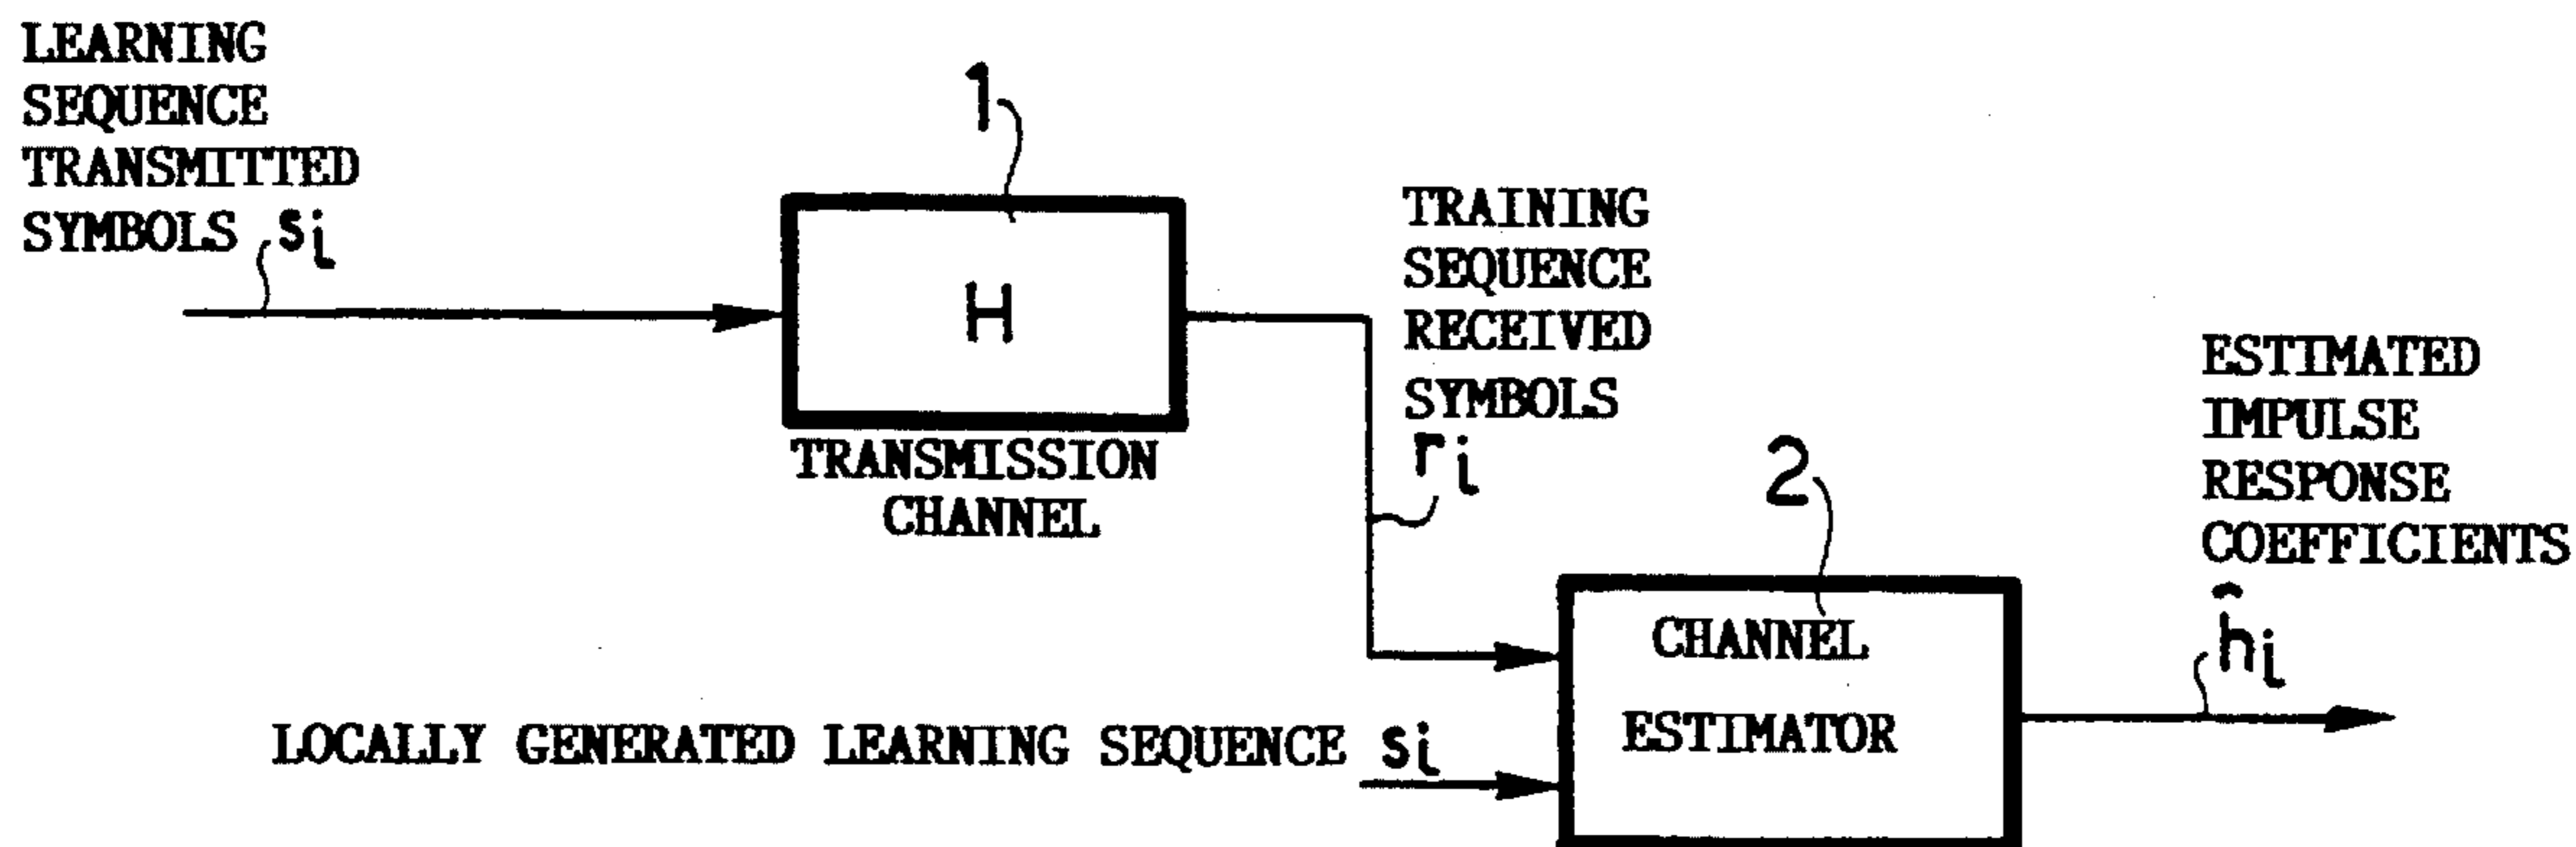 LEARNING
SEQUENCE
TRANSMITTED
SYMBOLS si
1
H
TRANSMISSION
CHANNEL
TRAINING
SEQUENCE
RECEIVED
SYMBOLS
ri
2
CHANNEL
ESTIMATOR
LOCALLY GENERATED LEARNING SEQUENCE si
ESTIMATED
IMPULSE
RESPONSE
COEFFICIENTS
ĥi